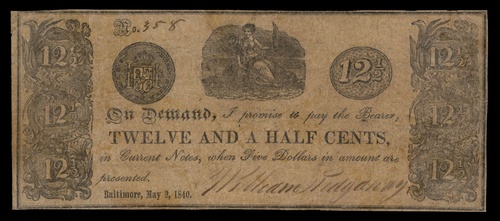 No. 358
12½
12½
12½
12½
On Demand, I promise to pay the Bearer,
TWELVE AND A HALF CENTS,
in Current Notes, when Five Dollars in amount are
presented.
Baltimore, May 2, 1840.
William Ridgaway
12½
12½
12½